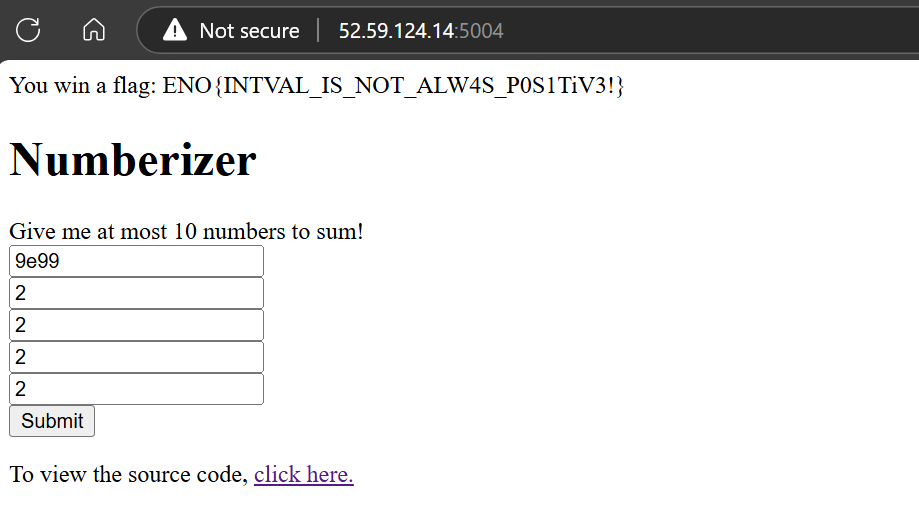 Not secure | 52.59.124.14:5004
You win a flag: ENO{INTVAL_IS_NOT_ALW4S_P0S1TiV3!}
Numberizer
Give me at most 10 numbers to sum!
9e99
2
2
2
2
Submit
To view the source code, click here.